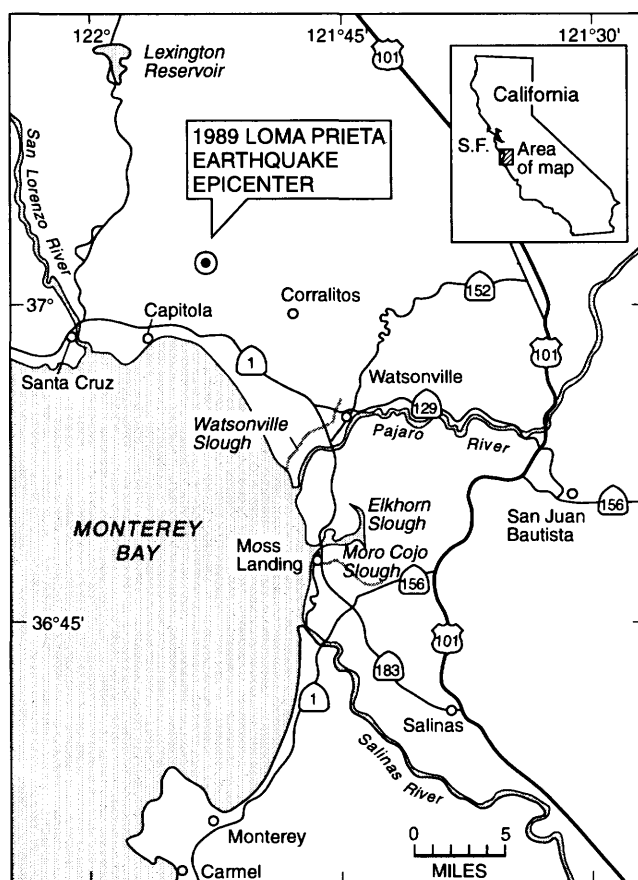 122°
121°45'
121°30'
Lexington
Reservoir
101
California
S.F.
Area
of map
1989 LOMA PRIETA
EARTHQUAKE
EPICENTER
San Lorenzo River
37°
Capitola
Corralitos
152
1
101
Santa Cruz
Watsonville
129
Watsonville
Slough
Pajaro
River
Elkhorn
Slough
San Juan
Bautista
156
MONTEREY
BAY
Moss
Landing
Moro Cojo
Slough
156
36°45'
101
183
1
Salinas
Salinas River
Monterey
Carmel
0 5
MILES